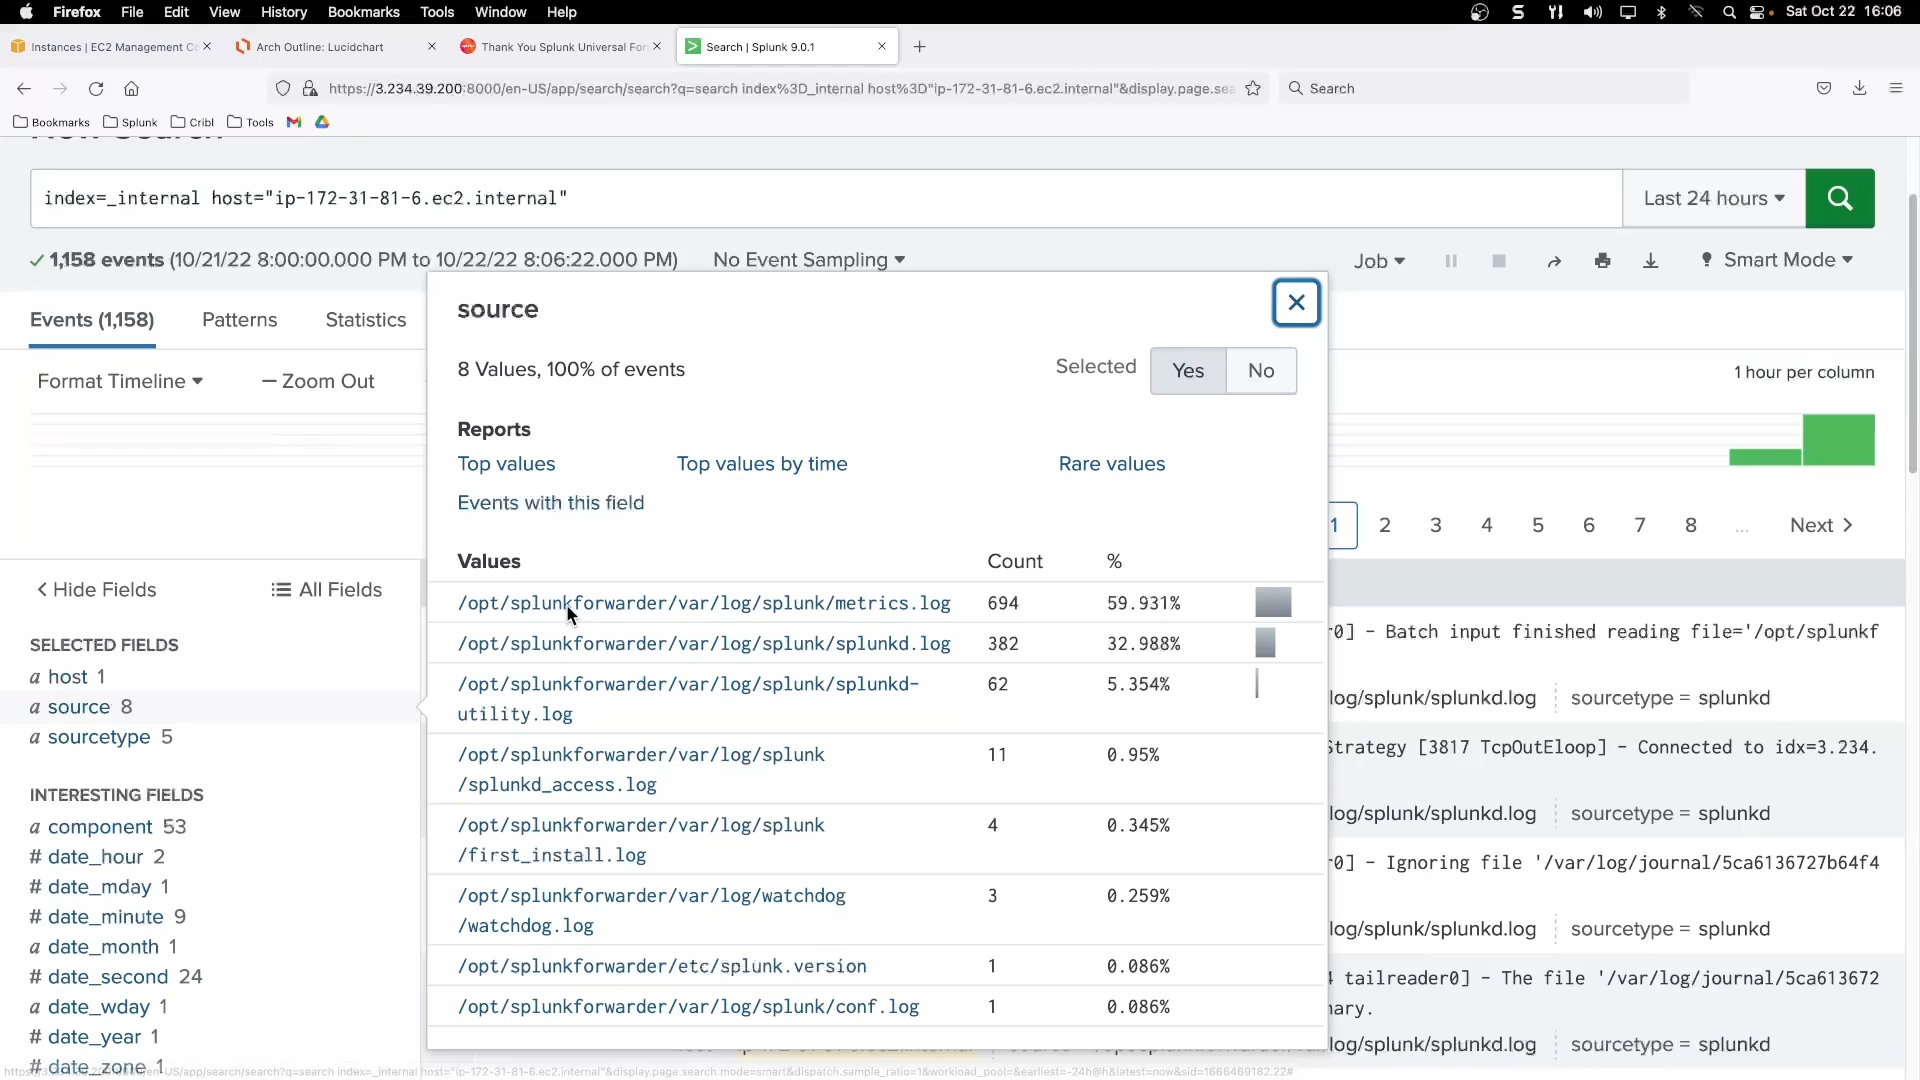 Firefox File Edit View History Bookmarks Tools Window Help Sat Oct 22 16:06
Instances | EC2 Management Arch Outline: Lucidchart Thank You Splunk Universal For Search | Splunk 9.0.1
https://3.234.39.200:8000/en-US/app/search/search?q=search index%3D_internal host%3D"ip-172-31-81-6.ec2.internal"&display.page.sea Search
Bookmarks Splunk Cribl Tools
index=_internal host="ip-172-31-81-6.ec2.internal" Last 24 hours
1,158 events (10/21/22 8:00:00.000 PM to 10/22/22 8:06:22.000 PM) No Event Sampling Job Smart Mode
Events (1,158) Patterns Statistics
Format Timeline — Zoom Out 1 hour per column
source
8 Values, 100% of events Selected Yes No
Reports
Top values Top values by time Rare values
Events with this field
Values Count %
/opt/splunkforwarder/var/log/splunk/metrics.log 694 59.931%
/opt/splunkforwarder/var/log/splunk/splunkd.log 382 32.988%
/opt/splunkforwarder/var/log/splunk/splunkd- 62 5.354%
utility.log
/opt/splunkforwarder/var/log/splunk 11 0.95%
/splunkd_access.log
/opt/splunkforwarder/var/log/splunk 4 0.345%
/first_install.log
/opt/splunkforwarder/var/log/watchdog 3 0.259%
/watchdog.log
/opt/splunkforwarder/etc/splunk.version 1 0.086%
/opt/splunkforwarder/var/log/splunk/conf.log 1 0.086%
1 2 3 4 5 6 7 8 ... Next
< Hide Fields All Fields
SELECTED FIELDS
a host 1
a source 8
a sourcetype 5
INTERESTING FIELDS
a component 53
# date_hour 2
# date_mday 1
# date_minute 9
a date_month 1
# date_second 24
a date_wday 1
# date_year 1
# date_zone 1
r0] - Batch input finished reading file='/opt/splunkf
log/splunk/splunkd.log sourcetype = splunkd
Strategy [3817 TcpOutEloop] - Connected to idx=3.234.
log/splunk/splunkd.log sourcetype = splunkd
r0] - Ignoring file '/var/log/journal/5ca6136727b64f4
log/splunk/splunkd.log sourcetype = splunkd
tailreader0] - The file '/var/log/journal/5ca613672
ary.
log/splunk/splunkd.log sourcetype = splunkd